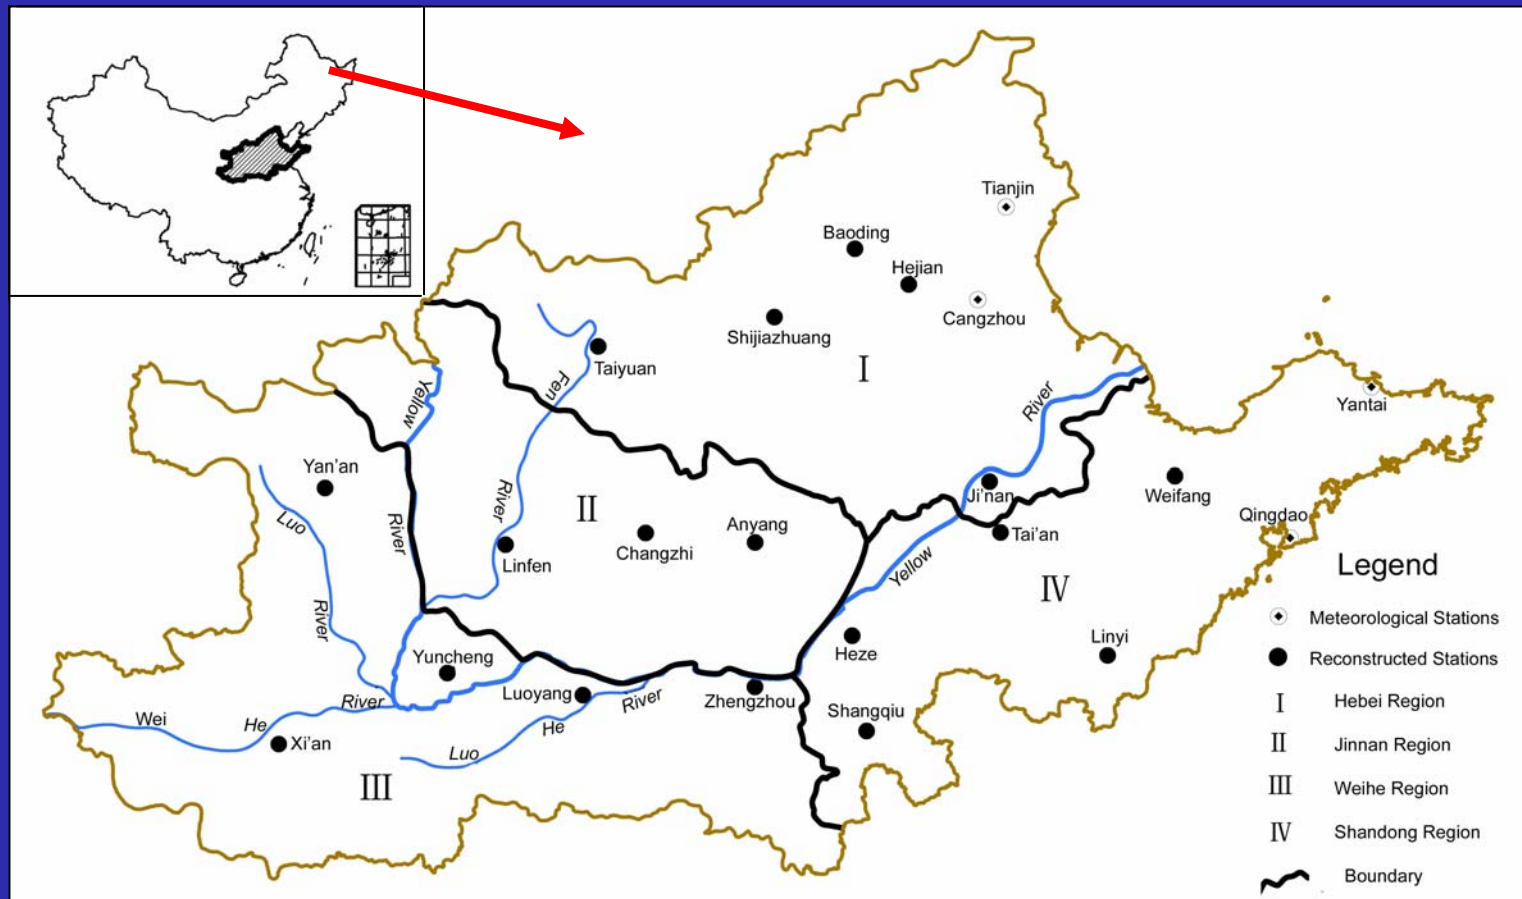 Tianjin
Baoding
Hejian
Cangzhou
Shijiazhuang
Taiyuan
Ⅰ
Yellow
Fen
River
Yantai
Yan'an
Luo
River
River
Ⅱ
Ji'nan
Weifang
Linfen
Changzhi
Anyang
Tai'an
Qingdao
Yellow
Ⅳ
River
Heze
Linyi
Yuncheng
Luoyang
River
Zhengzhou
Shangqiu
Wei
He
River
Xi'an
Luo
He
Ⅲ
Legend
Meteorological Stations
Reconstructed Stations
Ⅰ Hebei Region
Ⅱ Jinnan Region
Ⅲ Weihe Region
Ⅳ Shandong Region
Boundary